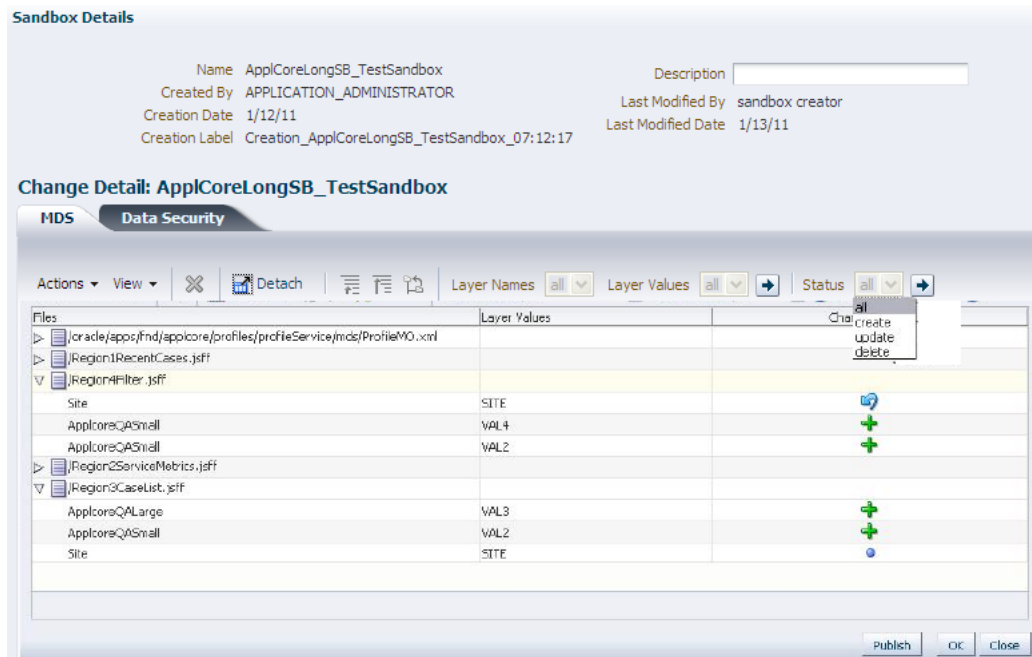 Sandbox Details
Name ApplCoreLongSB_TestSandbox
Created By APPLICATION_ADMINISTRATOR
Creation Date 1/12/11
Creation Label Creation_ApplCoreLongSB_TestSandbox_07:12:17
Description
Last Modified By sandbox creator
Last Modified Date 1/13/11
Change Detail: ApplCoreLongSB_TestSandbox
MDS Data Security
Actions View Detach Layer Names all Layer Values all Status all
Files Layer Values Cha
all
create
update
delete
/oracle/apps/fnd/applcore/profiles/profileService/mds/ProfileMO.xml
/Region1RecentCases.jsff
/Region4Filter.jsff
Site SITE
ApplcoreQASmall VAL4
ApplcoreQASmall VAL2
/Region2ServiceMetrics.jsff
/Region3CaseList.jsff
ApplcoreQALarge VAL3
ApplcoreQASmall VAL2
Site SITE
Publish OK Close